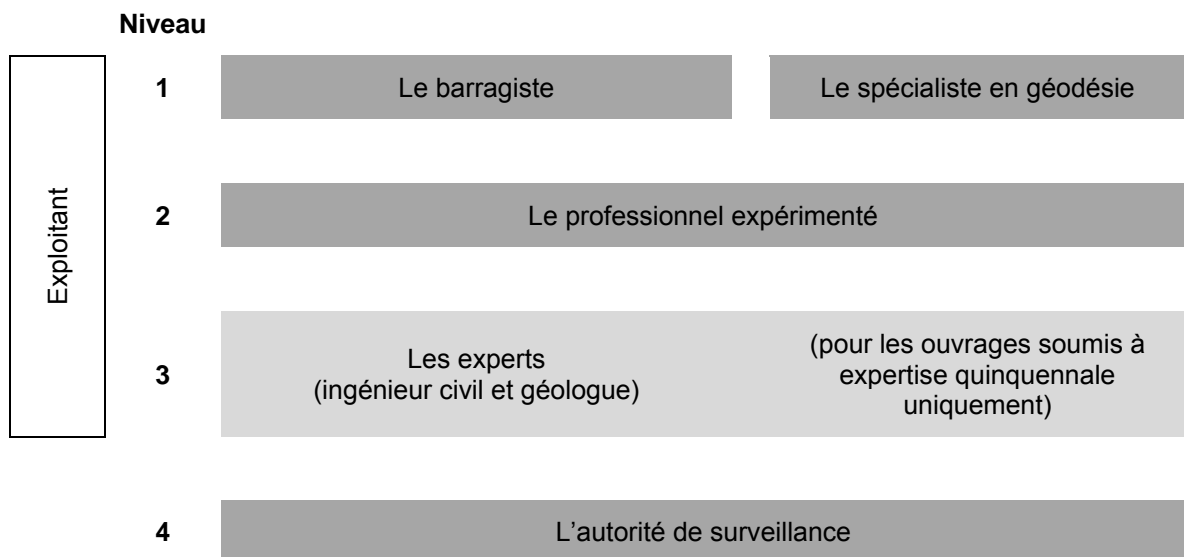 Niveau
Exploitant
1
Le barragiste
Le spécialiste en géodésie
2
Le professionnel expérimenté
3
Les experts
(ingénieur civil et géologue)
(pour les ouvrages soumis à
expertise quinquennale
uniquement)
4
L’autorité de surveillance